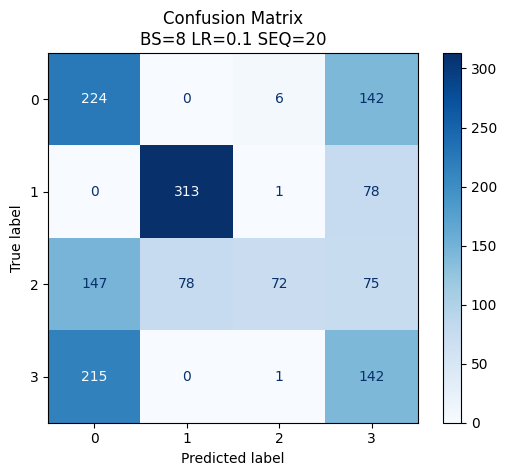 Confusion Matrix
BS=8 LR=0.1 SEQ=20
True label
0 224 0 6 142
1 0 313 1 78
2 147 78 72 75
3 215 0 1 142
0 1 2 3
Predicted label
300
250
200
150
100
50
0